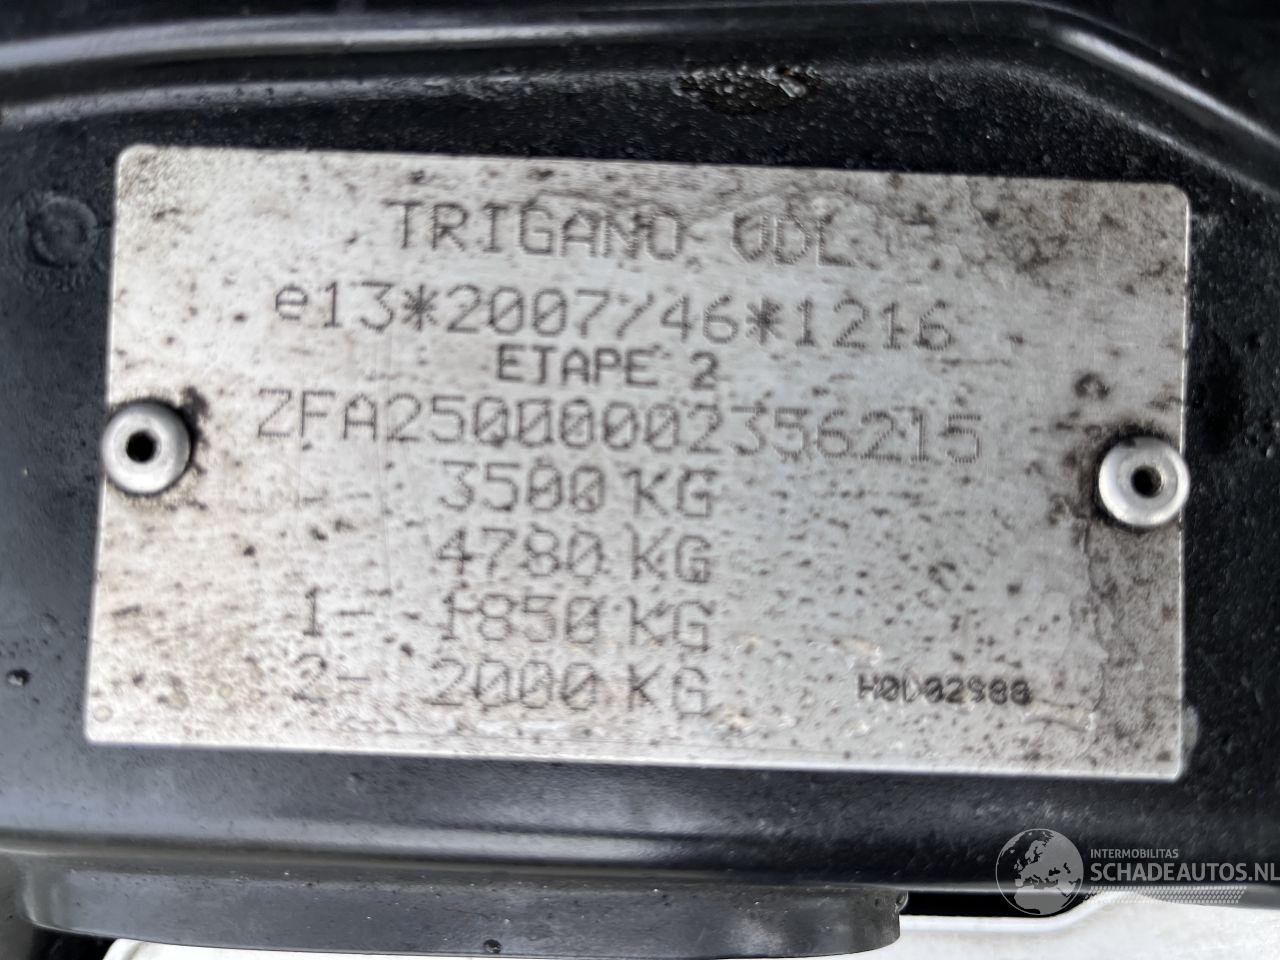 TRIGANO VDL
e13*2007/46*1216
ETAPE 2
ZFA25000002356215
3500 KG
4780 KG
1- 1850 KG
2- 2000 KG
INTERMOBILITAS
SCHADEAUTOS.NL